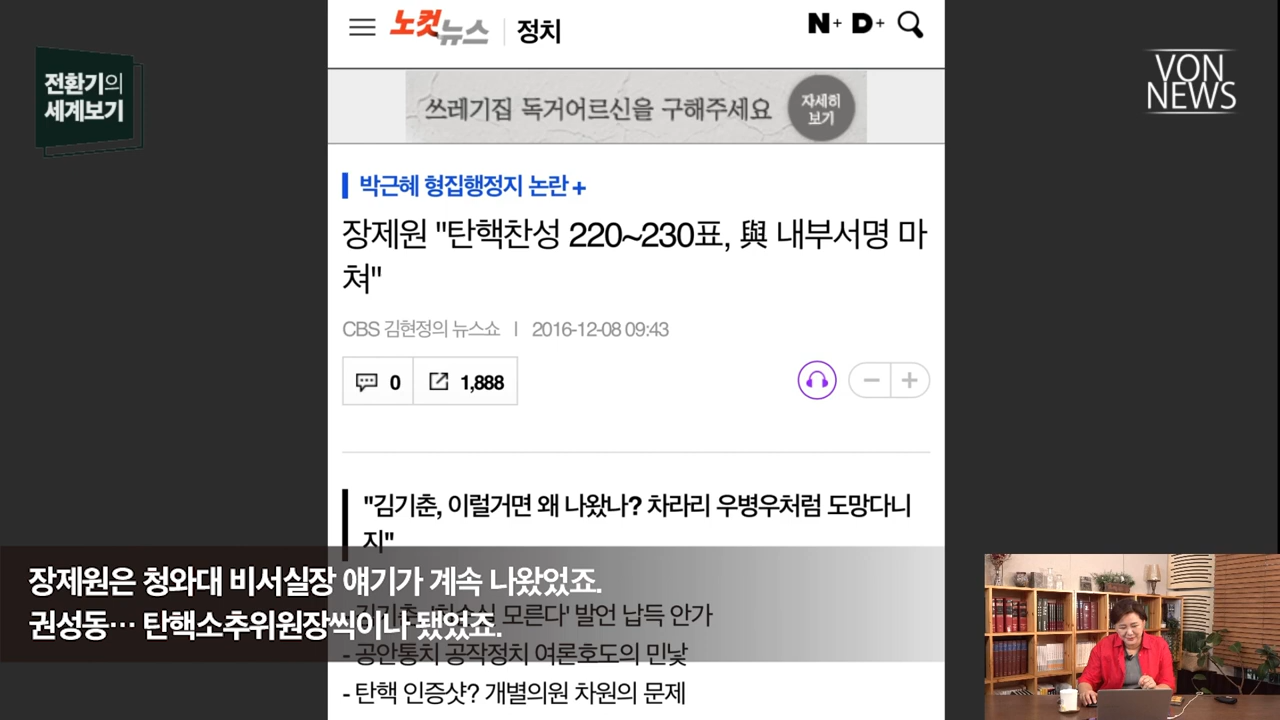 노컷뉴스
정치
N+ D+
전환기의
세계보기
VON
NEWS
쓰레기집 독거어르신을 구해주세요
자세히
보기
박근혜 형집행정지 논란 +
장제원 "탄핵찬성 220~230표, 與 내부서명 마
쳐"
CBS 김현정의 뉴스쇼 | 2016-12-08 09:43
0 1,888
"김기춘, 이럴거면 왜 나왔나? 차라리 우병우처럼 도망다니
지"
장제원은 청와대 비서실장 얘기가 계속 나왔었죠.
모른다' 발언 납득 안가
권성동… 탄핵소추위원장씩이나 됐었죠.
- 공안통치 공작정치 여론호도의 민낯
- 탄핵 인증샷? 개별의원 차원의 문제